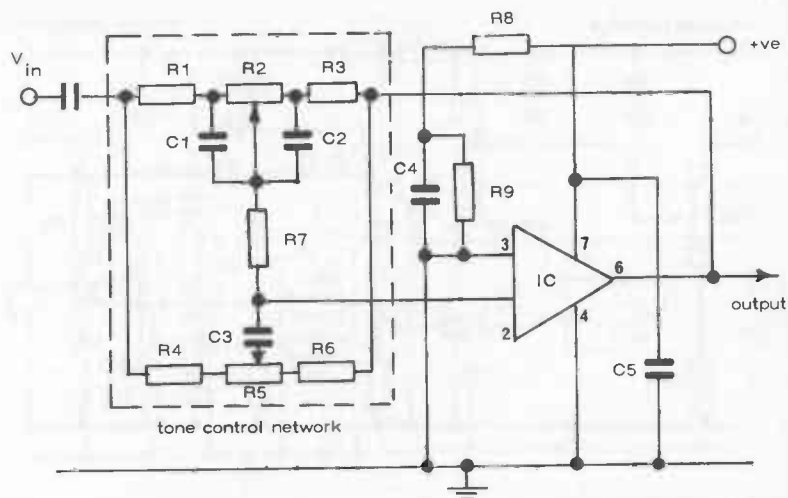 V in
R1
R2
R3
R8
+ve
C1
C2
C4
R9
R7
3
7
IC
6
output
2
4
C3
R4
R5
R6
C5
tone control network